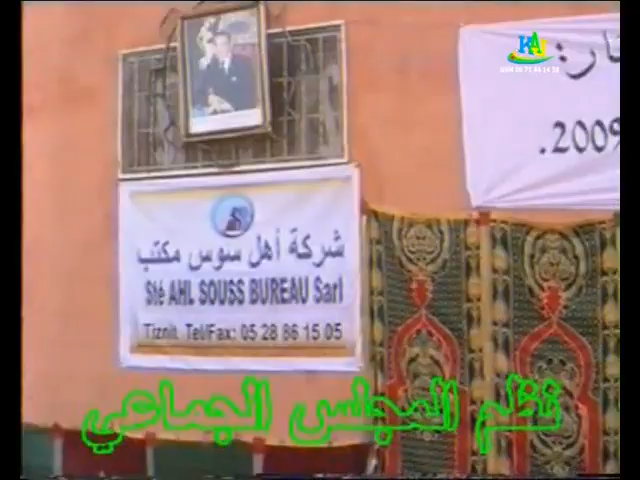 KA
شار:
2009.
شركة أهل سوس مكتب
Sté AHL SOUSS BUREAU Sarl
Tiznit. Tel/Fax: 05 28 86 15 05
نظم المجلس الجماعي